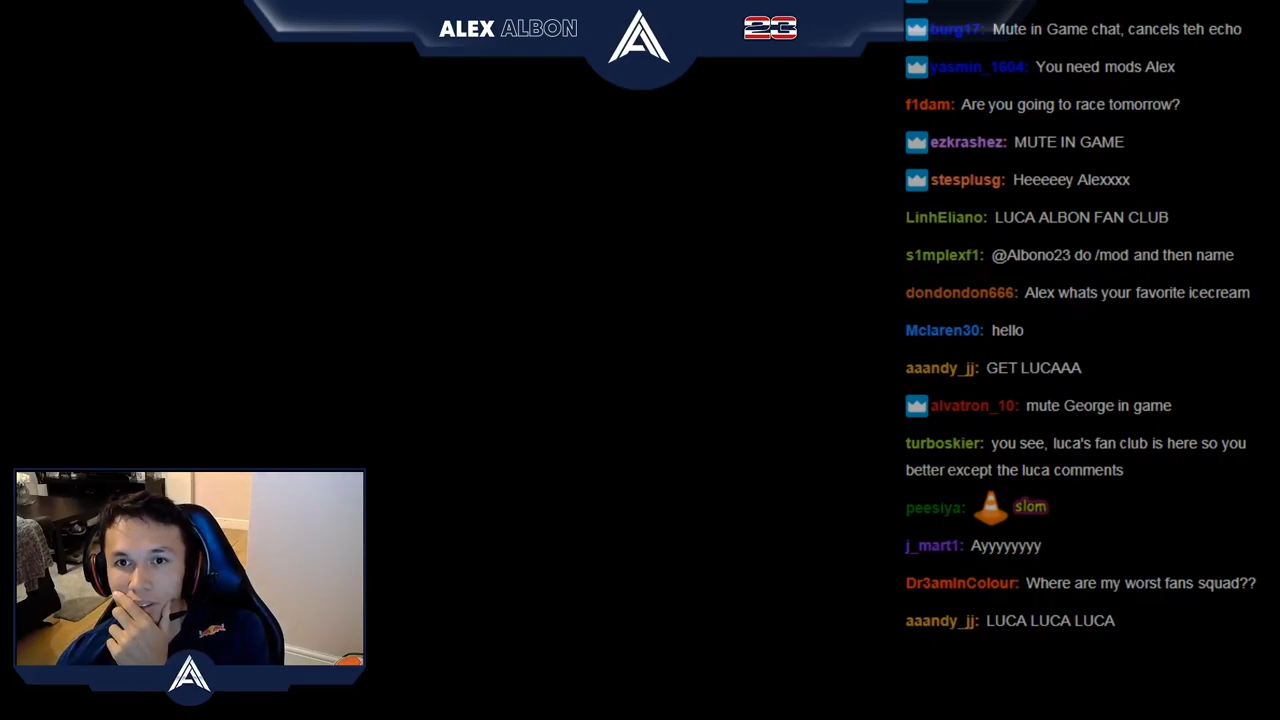 ALEX ALBON
23
burg17: Mute in Game chat, cancels teh echo
yasmin_1604: You need mods Alex
f1dam: Are you going to race tomorrow?
ezkrashez: MUTE IN GAME
stesplusg: Heeeeey Alexxxx
LinhEliano: LUCA ALBON FAN CLUB
s1mplexf1: @Albono23 do /mod and then name
dondondon666: Alex whats your favorite icecream
Mclaren30: hello
aaandy_jj: GET LUCAAA
alvatron_10: mute George in game
turboskier: you see, luca's fan club is here so you
better except the luca comments
peesiya: slom
j_mart1: Ayyyyyyyy
Dr3amInColour: Where are my worst fans squad??
aaandy_jj: LUCA LUCA LUCA